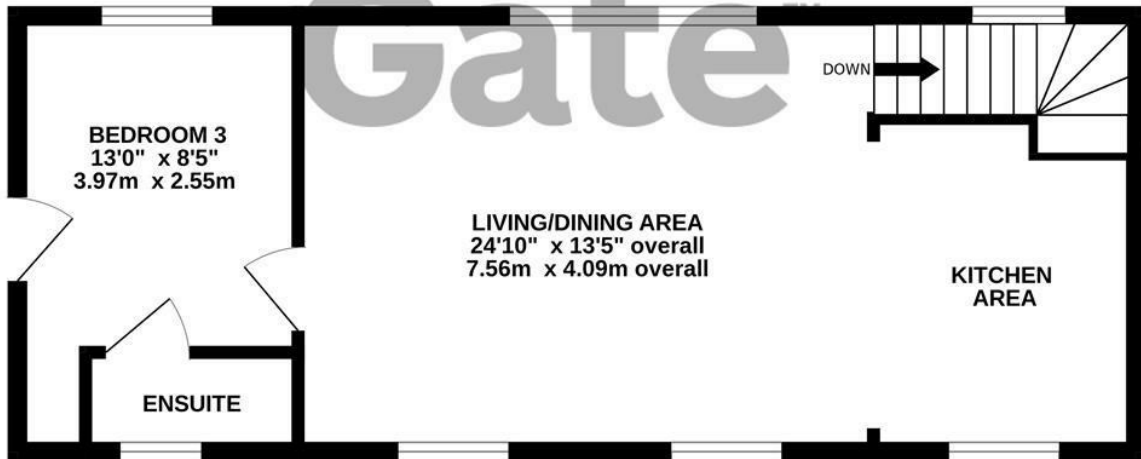 Gate™
DOWN
BEDROOM 3
13'0" x 8'5"
3.97m x 2.55m
LIVING/DINING AREA
24'10" x 13'5" overall
7.56m x 4.09m overall
KITCHEN
AREA
ENSUITE